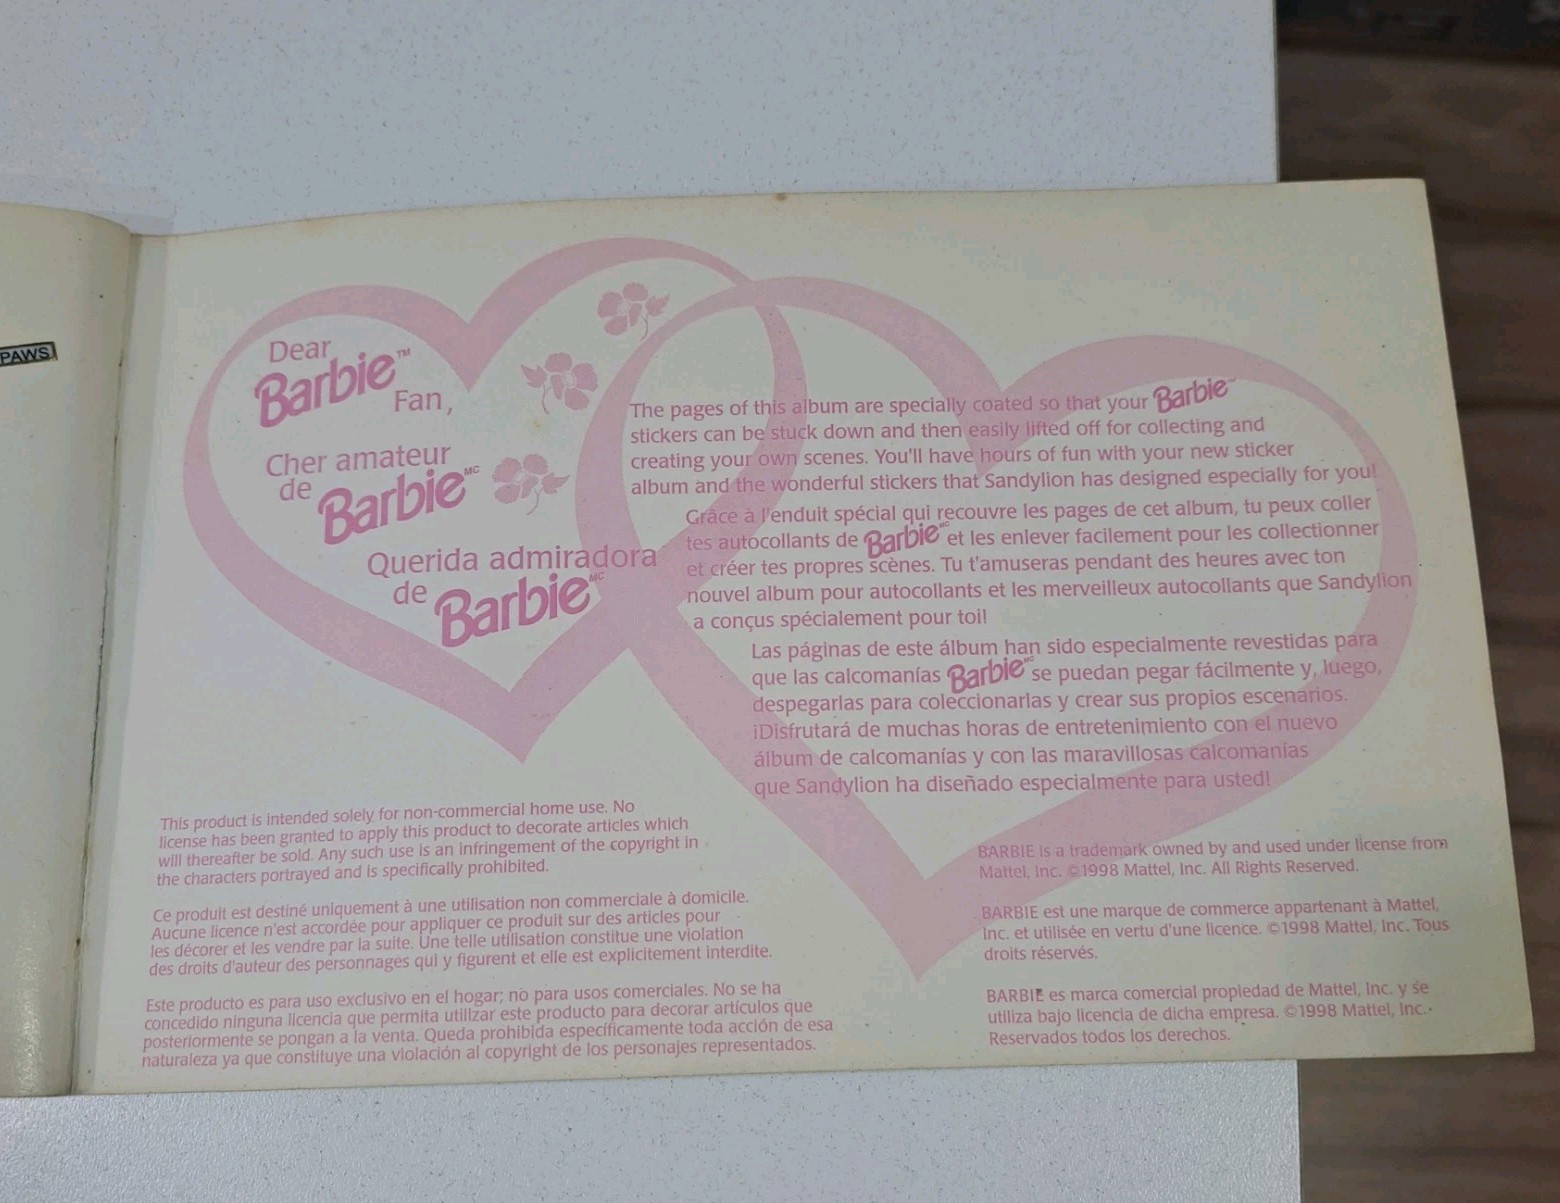 PAWS
Dear
Barbie™
Fan,
Cher amateur
de Barbie MC
Querida admiradora
de Barbie MC
The pages of this album are specially coated so that your Barbie™
stickers can be stuck down and then easily lifted off for collecting and
creating your own scenes. You'll have hours of fun with your new sticker
album and the wonderful stickers that Sandylion has designed especially for you!
Grâce à l'enduit spécial qui recouvre les pages de cet album, tu peux coller
tes autocollants de Barbie MC et les enlever facilement pour les collectionner
et créer tes propres scènes. Tu t'amuseras pendant des heures avec ton
nouvel album pour autocollants et les merveilleux autocollants que Sandylion
a conçus spécialement pour toi!
Las páginas de este álbum han sido especialmente revestidas para
que las calcomanías Barbie MC se puedan pegar fácilmente y, luego,
despegarlas para coleccionarlas y crear sus propios escenarios.
¡Disfrutará de muchas horas de entretenimiento con el nuevo
álbum de calcomanías y con las maravillosas calcomanías
que Sandylion ha diseñado especialmente para usted!
This product is intended solely for non-commercial home use. No
license has been granted to apply this product to decorate articles which
will thereafter be sold. Any such use is an infringement of the copyright in
the characters portrayed and is specifically prohibited.
Ce produit est destiné uniquement à une utilisation non commerciale à domicile.
Aucune licence n'est accordée pour appliquer ce produit sur des articles pour
les décorer et les vendre par la suite. Une telle utilisation constitue une violation
des droits d'auteur des personnages qui y figurent et elle est explicitement interdite.
Este producto es para uso exclusivo en el hogar; no para usos comerciales. No se ha
concedido ninguna licencia que permita utilizar este producto para decorar artículos que
posteriormente se pongan a la venta. Queda prohibida específicamente toda acción de esa
naturaleza ya que constituye una violación al copyright de los personajes representados.
BARBIE is a trademark owned by and used under license from
Mattel, Inc. ©1998 Mattel, Inc. All Rights Reserved.
BARBIE est une marque de commerce appartenant à Mattel,
Inc. et utilisée en vertu d'une licence. ©1998 Mattel, Inc. Tous
droits réservés.
BARBIE es marca comercial propiedad de Mattel, Inc. y se
utiliza bajo licencia de dicha empresa. ©1998 Mattel, Inc.
Reservados todos los derechos.